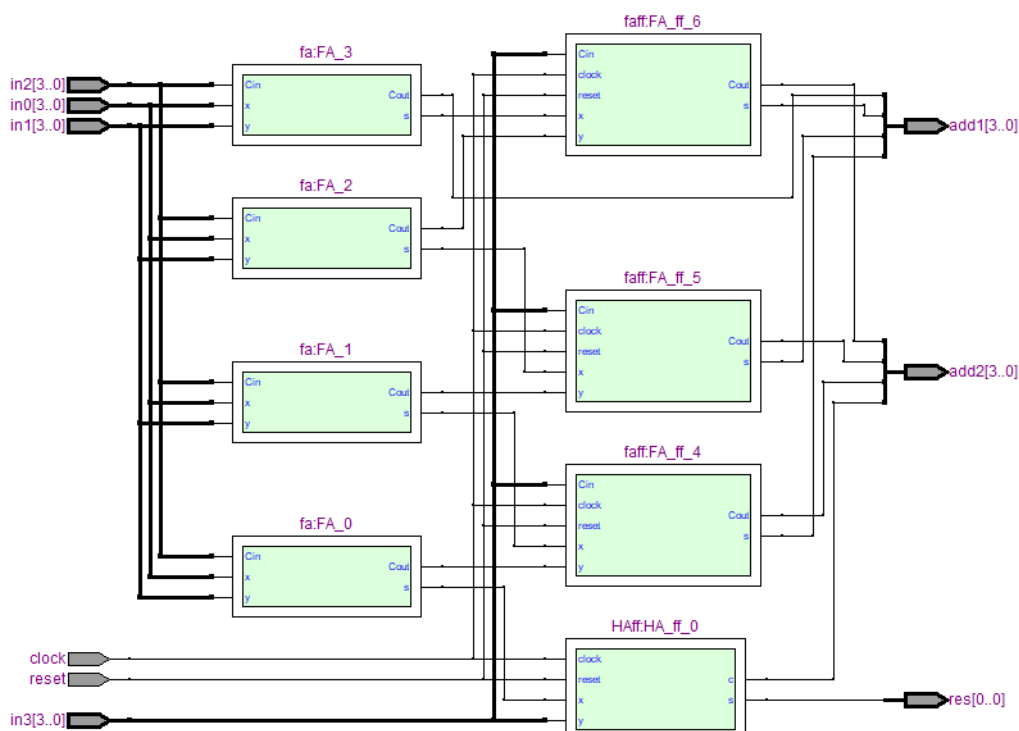 faff:FA_ff_6
fa:FA_3
Cin
clock
reset
x
y
Cout
s
in2[3..0]
in0[3..0]
in1[3..0]
Cin
x
y
Cout
s
add1[3..0]
fa:FA_2
Cin
x
y
Cout
s
faff:FA_ff_5
Cin
clock
reset
x
y
Cout
s
fa:FA_1
Cin
x
y
Cout
s
add2[3..0]
faff:FA_ff_4
Cin
clock
reset
x
y
Cout
s
fa:FA_0
Cin
x
y
Cout
s
HAff:HA_ff_0
clock
reset
x
y
c
s
clock
reset
in3[3..0]
res[0..0]